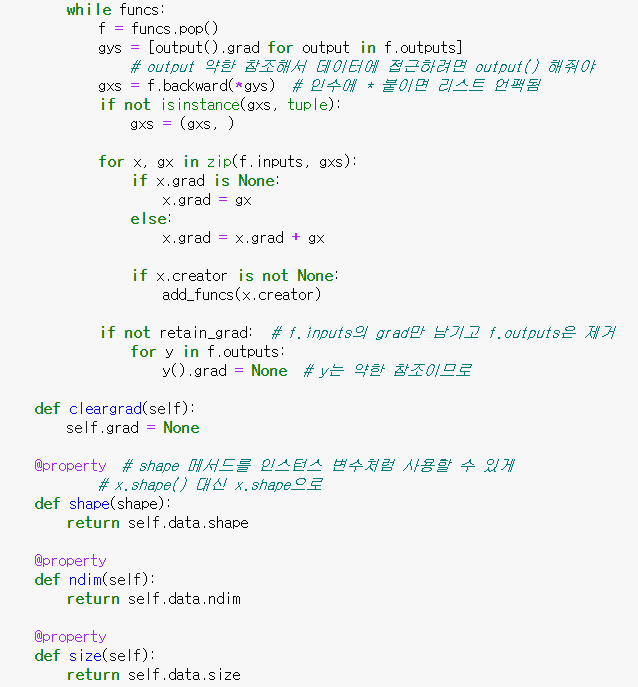 while funcs:
f = funcs.pop()
gys = [output().grad for output in f.outputs]
# output 약한 참조해서 데이터에 접근하려면 output() 해줘야
gxs = f.backward(*gys)  # 인수에 * 붙이면 리스트 언팩됨
if not isinstance(gxs, tuple):
gxs = (gxs, )
for x, gx in zip(f.inputs, gxs):
if x.grad is None:
x.grad = gx
else:
x.grad = x.grad + gx
if x.creator is not None:
add_funcs(x.creator)
if not retain_grad:  # f.inputs의 grad만 남기고 f.outputs은 제거
for y in f.outputs:
y().grad = None  # y는 약한 참조이므로
def cleargrad(self):
self.grad = None
@property  # shape 메서드를 인스턴스 변수처럼 사용할 수 있게
# x.shape() 대신 x.shape으로
def shape(shape):
return self.data.shape
@property
def ndim(self):
return self.data.ndim
@property
def size(self):
return self.data.size